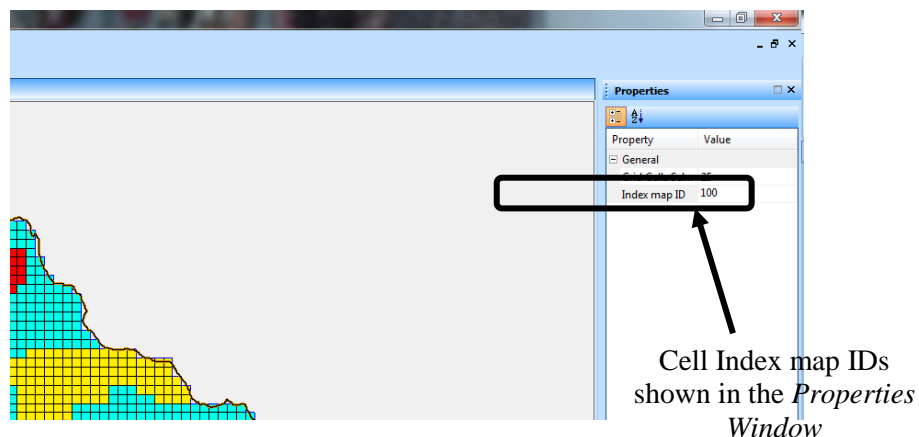 Properties
Property Value
General
Index map ID 100
Cell Index map IDs
shown in the Properties
Window